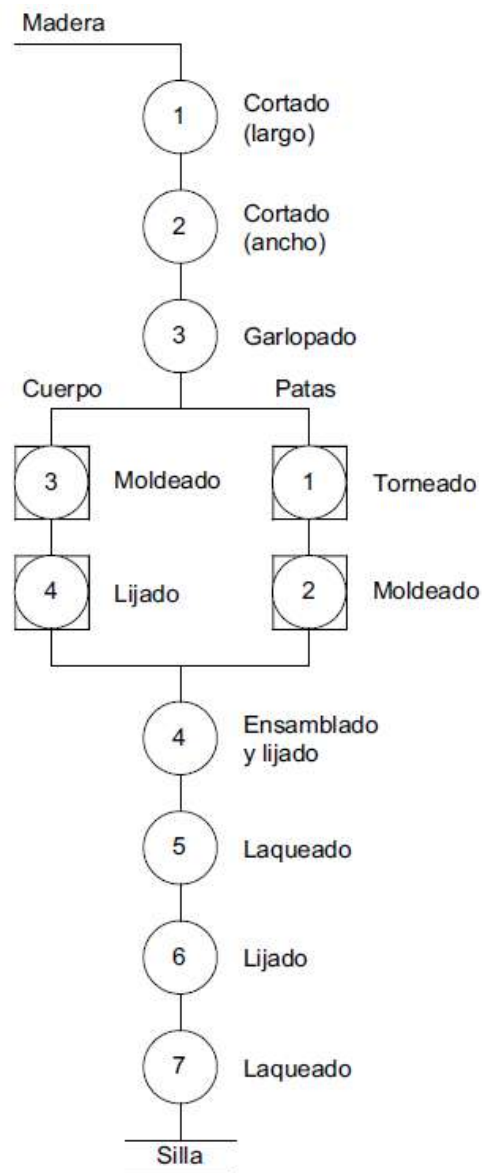 Madera
1 Cortado
(largo)
2 Cortado
(ancho)
3 Garlopado
Cuerpo Patas
3 Moldeado 1 Torneado
4 Lijado 2 Moldeado
4 Ensamblado
y lijado
5 Laqueado
6 Lijado
7 Laqueado
Silla